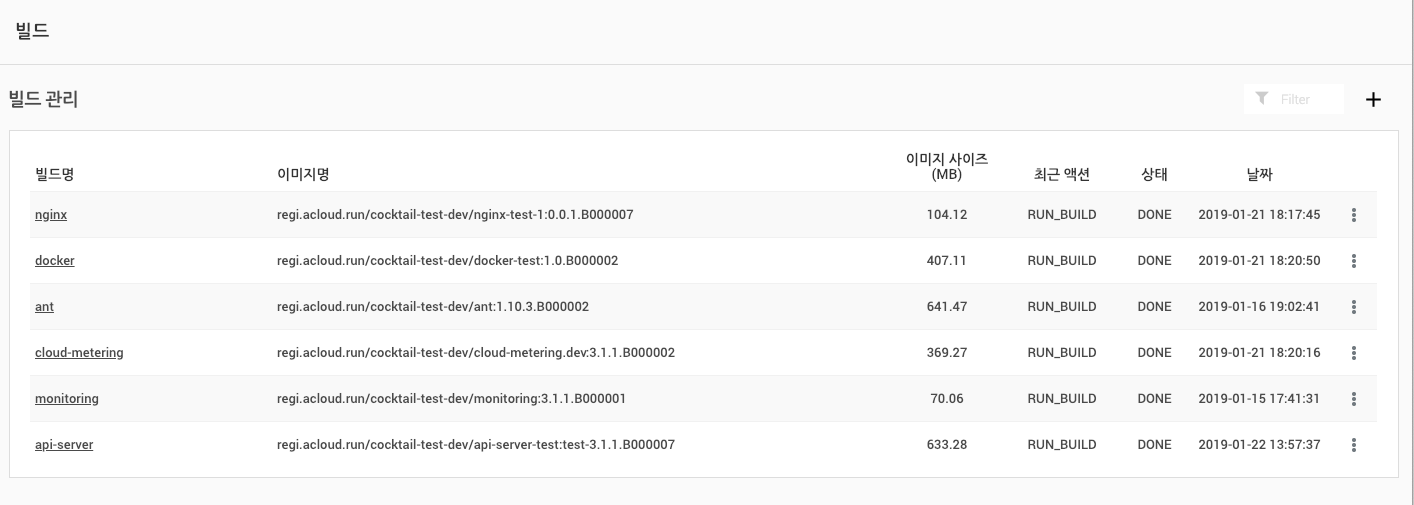 빌드
빌드 관리
Filter
빌드명 이미지명 이미지 사이즈 (MB) 최근 액션 상태 날짜
nginx regi.acloud.run/cocktail-test-dev/nginx-test-1:0.0.1.B000007 104.12 RUN_BUILD DONE 2019-01-21 18:17:45
docker regi.acloud.run/cocktail-test-dev/docker-test:1.0.B000002 407.11 RUN_BUILD DONE 2019-01-21 18:20:50
ant regi.acloud.run/cocktail-test-dev/ant:1.10.3.B000002 641.47 RUN_BUILD DONE 2019-01-16 19:02:41
cloud-metering regi.acloud.run/cocktail-test-dev/cloud-metering.dev:3.1.1.B000002 369.27 RUN_BUILD DONE 2019-01-21 18:20:16
monitoring regi.acloud.run/cocktail-test-dev/monitoring:3.1.1.B000001 70.06 RUN_BUILD DONE 2019-01-15 17:41:31
api-server regi.acloud.run/cocktail-test-dev/api-server-test:test-3.1.1.B000007 633.28 RUN_BUILD DONE 2019-01-22 13:57:37